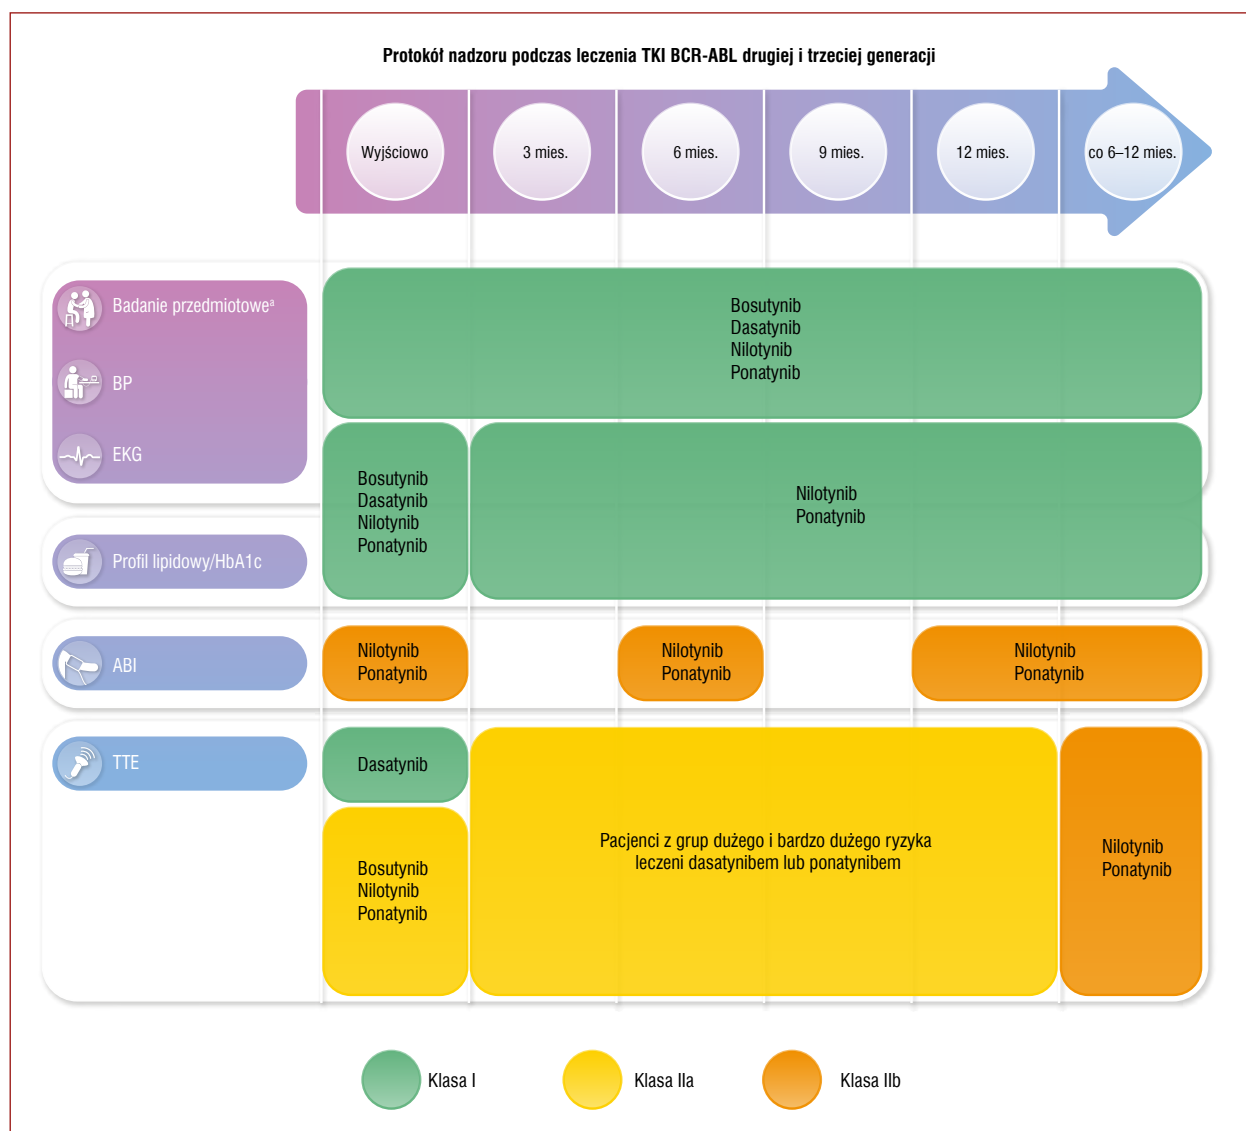 Protokół nadzoru podczas leczenia TKI BCR-ABL drugiej i trzeciej generacji
Wyjściowo
3 mies.
6 mies.
9 mies.
12 mies.
co 6–12 mies.
Badanie przedmiotoweᵃ
BP
EKG
Bosutynib
Dasatynib
Nilotynib
Ponatynib
Bosutynib
Dasatynib
Nilotynib
Ponatynib
Nilotynib
Ponatynib
Profil lipidowy/HbA1c
ABI
Nilotynib
Ponatynib
Nilotynib
Ponatynib
Nilotynib
Ponatynib
TTE
Dasatynib
Bosutynib
Nilotynib
Ponatynib
Pacjenci z grup dużego i bardzo dużego ryzyka
leczeni dasatynibem lub ponatynibem
Nilotynib
Ponatynib
Klasa I
Klasa IIa
Klasa IIb